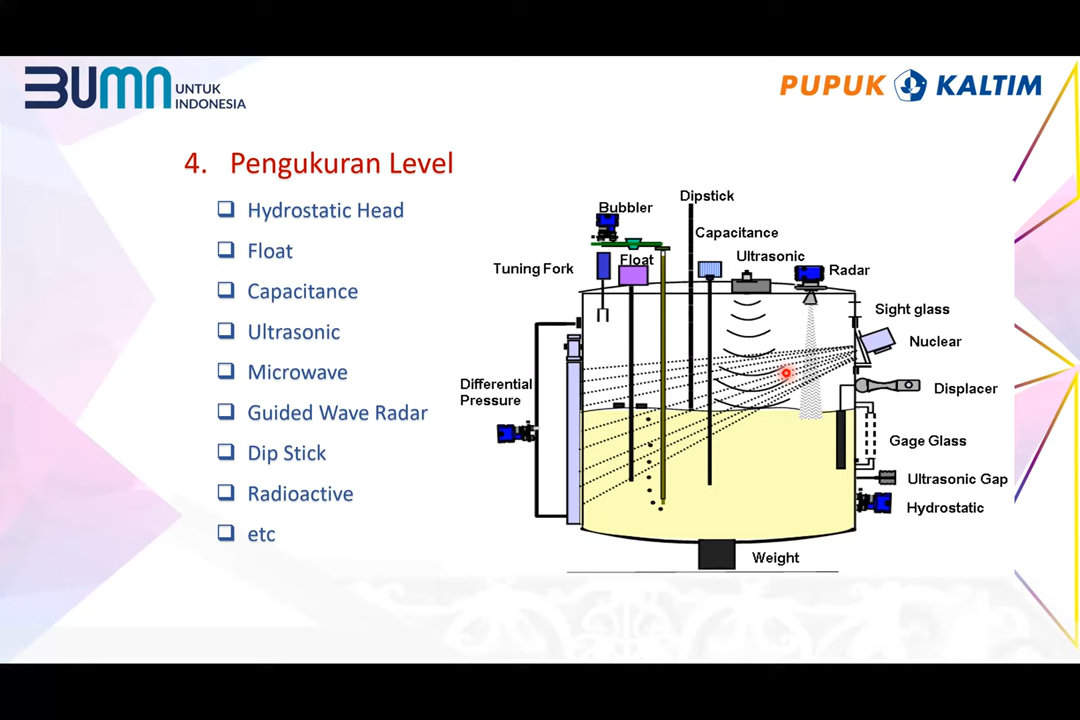 BUMN UNTUK
INDONESIA
PUPUK KALTIM
4. Pengukuran Level
Hydrostatic Head
Float
Capacitance
Ultrasonic
Microwave
Guided Wave Radar
Dip Stick
Radioactive
etc
Dipstick
Bubbler
Capacitance
Ultrasonic
Float
Tuning Fork
Radar
Sight glass
Nuclear
Differential
Pressure
Displacer
Gage Glass
Ultrasonic Gap
Hydrostatic
Weight